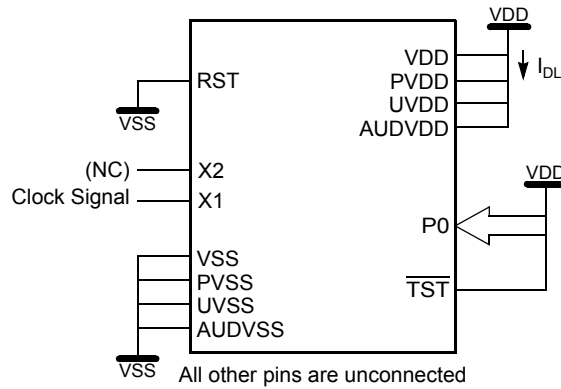 VDD
VDD
I_DL
PVDD
UVDD
AUDVDD
RST
VSS
(NC)
X2
Clock Signal
X1
VDD
P0
TST
VSS
PVSS
UVSS
AUDVSS
VSS
All other pins are unconnected